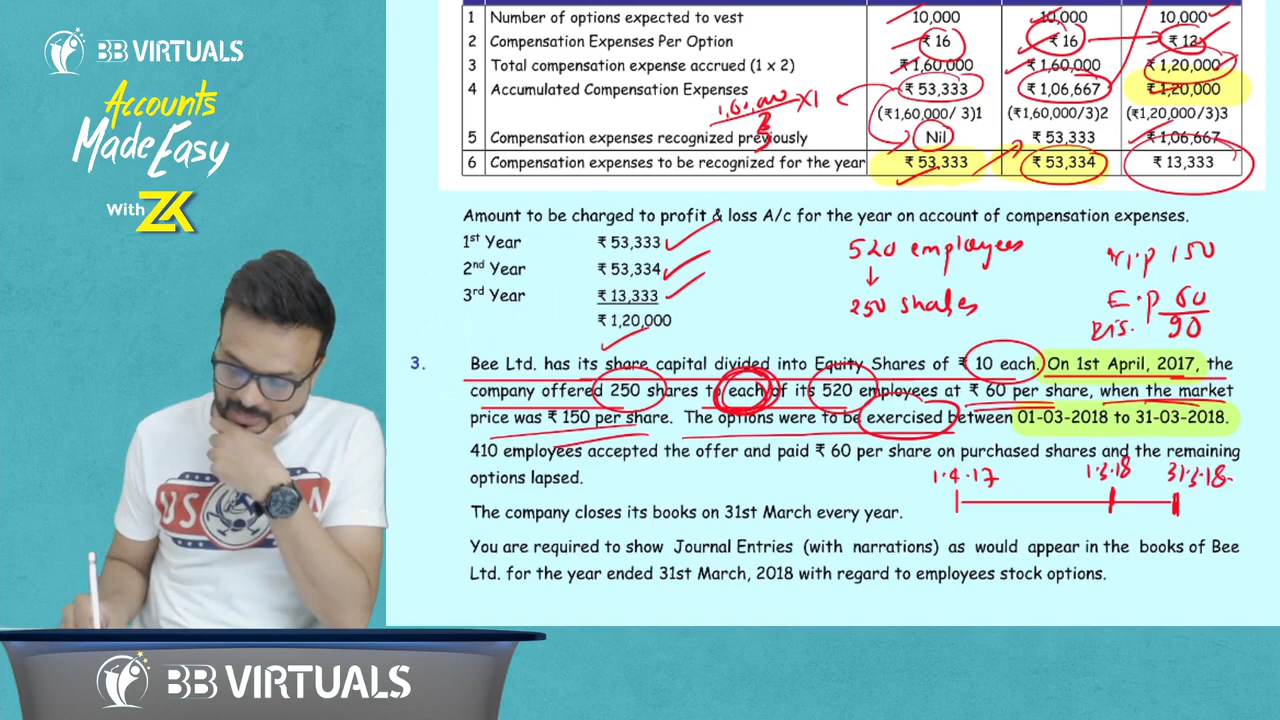 BB VIRTUALS
Accounts
Made Easy
With ZK
1 Number of options expected to vest 10,000 10,000 10,000
2 Compensation Expenses Per Option ₹ 16 ₹ 16 ₹ 12
3 Total compensation expense accrued (1 x 2) ₹ 1,60,000 ₹ 1,60,000 ₹ 1,20,000
4 Accumulated Compensation Expenses ₹ 53,333 ₹ 1,06,667 ₹ 1,20,000
1,60,000 X1
3
(₹1,60,000/ 3)1 (₹1,60,000/3)2 (₹1,20,000/3)3
5 Compensation expenses recognized previously Nil ₹ 53,333 ₹ 1,06,667
6 Compensation expenses to be recognized for the year ₹ 53,333 ₹ 53,334 ₹ 13,333
Amount to be charged to profit & loss A/c for the year on account of compensation expenses.
1st Year ₹ 53,333
2nd Year ₹ 53,334
3rd Year ₹ 13,333
₹ 1,20,000
520 employees
250 shares
M.P 150
E.P 60
Dis. 90
3. Bee Ltd. has its share capital divided into Equity Shares of ₹ 10 each. On 1st April, 2017, the
company offered 250 shares to each of its 520 employees at ₹ 60 per share, when the market
price was ₹ 150 per share. The options were to be exercised between 01-03-2018 to 31-03-2018.
410 employees accepted the offer and paid ₹ 60 per share on purchased shares and the remaining
options lapsed.
1.4.17 1.3.18 31.3.18
The company closes its books on 31st March every year.
You are required to show Journal Entries (with narrations) as would appear in the books of Bee
Ltd. for the year ended 31st March, 2018 with regard to employees stock options.
US A
BB VIRTUALS